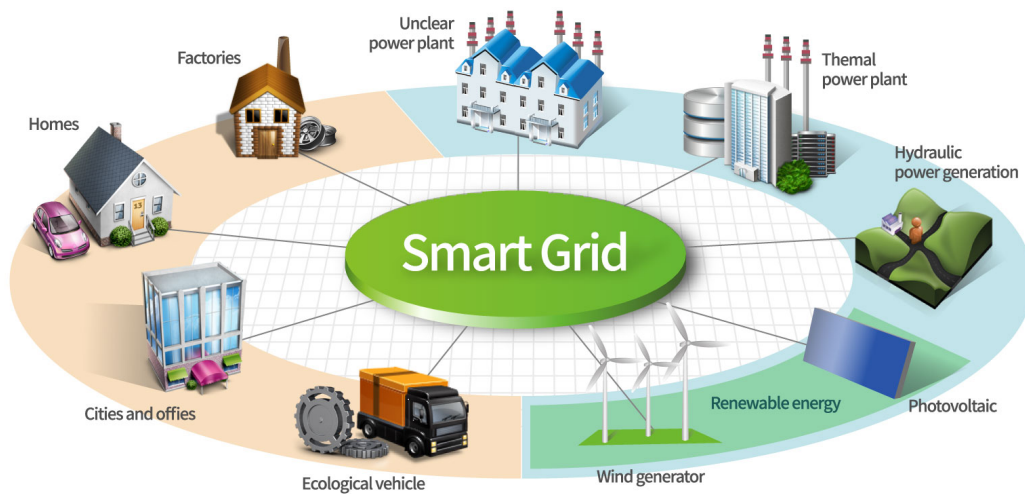 Unclear
power plant
Themal
power plant
Factories
Homes
Hydraulic
power generation
Smart Grid
13
Cities and offies
Renewable energy
Photovoltaic
Wind generator
Ecological vehicle